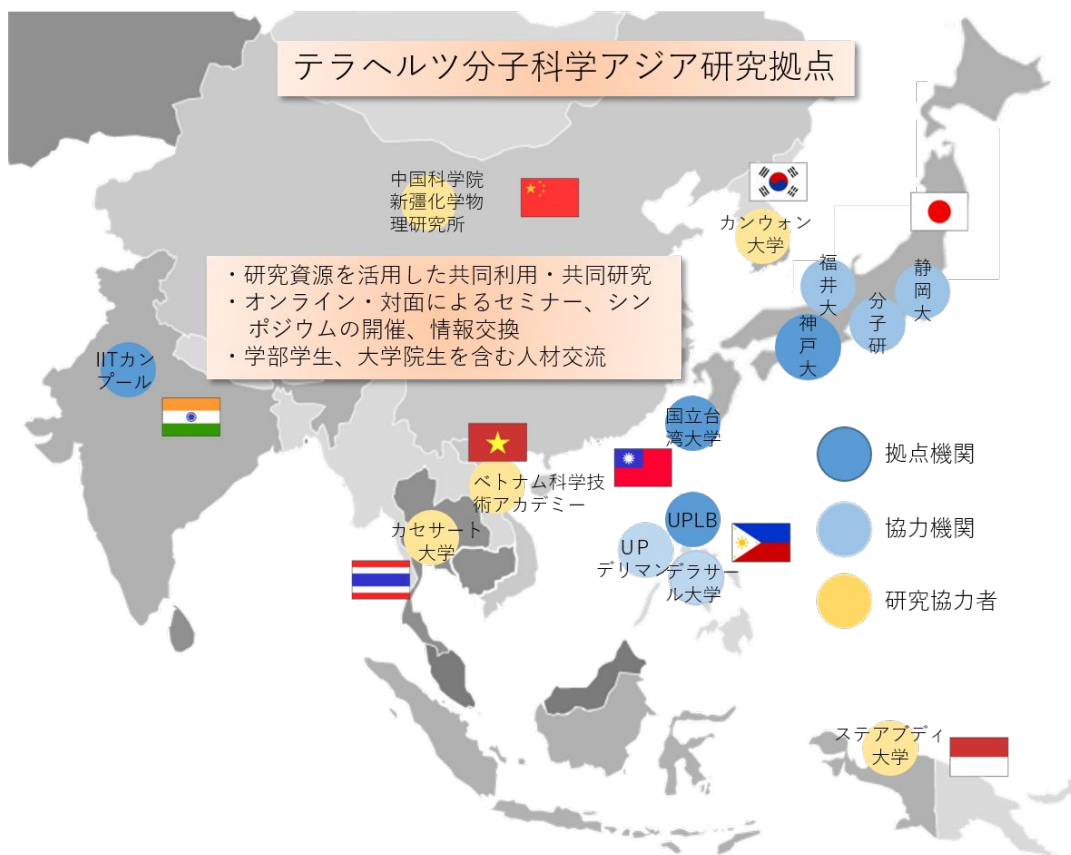 テラヘルツ分子科学アジア研究拠点
中国科学院
新疆化学物
理研究所
カンウォン
大学
福井大
静岡大
分子研
神戸大
・研究資源を活用した共同利用・共同研究
・オンライン・対面によるセミナー、シン
ポジウムの開催、情報交換
・学部学生、大学院生を含む人材交流
IITカン
プール
国立台
湾大学
拠点機関
ベトナム科学技
術アカデミー
カセサート
大学
UPLB
UP
デリマン
デラサー
ル大学
協力機関
研究協力者
ステアブディ
大学